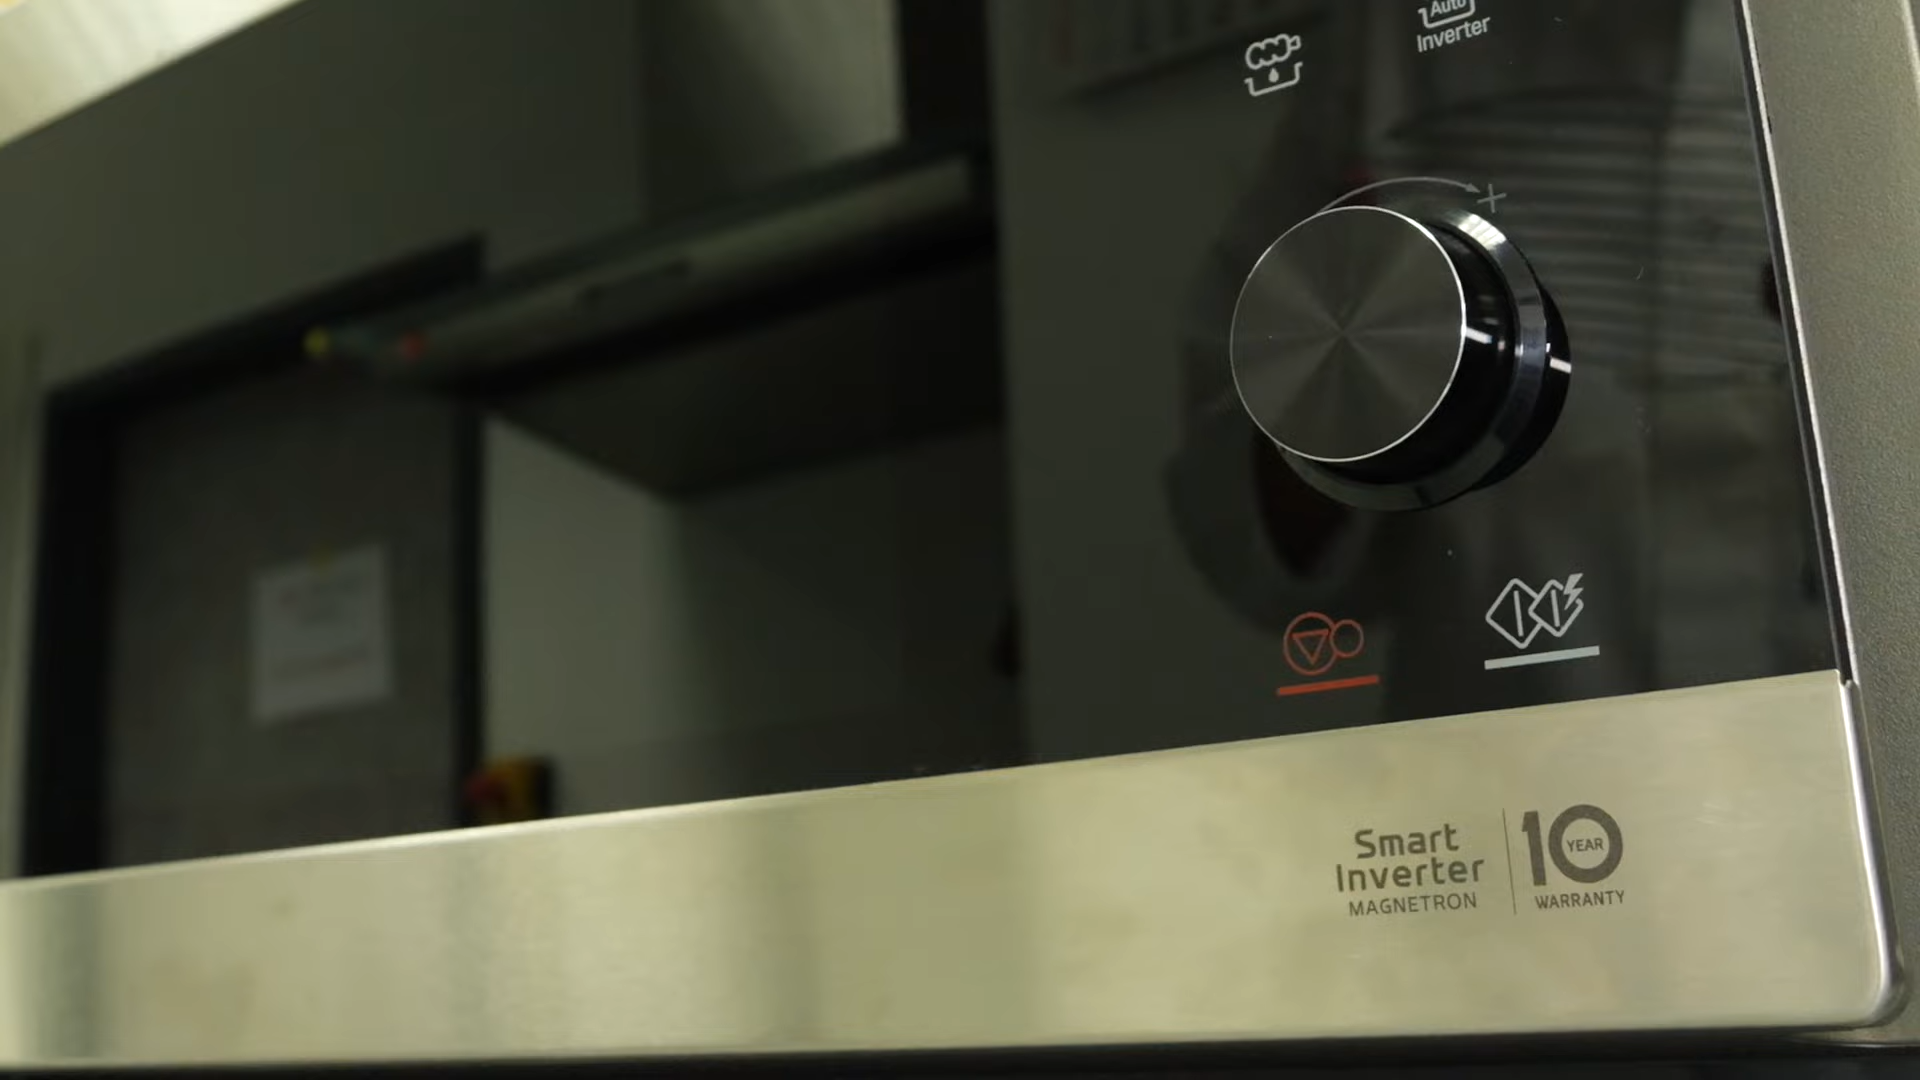 Auto
Inverter
+
Smart
Inverter
MAGNETRON
10
YEAR
WARRANTY